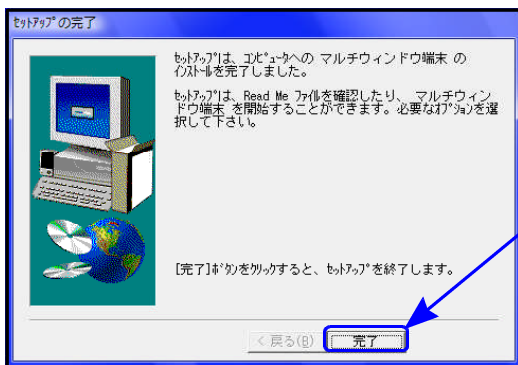 ｾｯﾄｱｯﾌﾟの完了
ｾｯﾄｱｯﾌﾟは、ｺﾝﾋﾟｭｰﾀへの マルチウィンドウ端末 の
ｲﾝｽﾄｰﾙを完了しました。
ｾｯﾄｱｯﾌﾟは、Read Me ﾌｧｲﾙを確認したり、 マルチウィン
ドウ端末 を開始することができます。必要なｵﾌﾟｼｮﾝを選
択して下さい。
[完了]ﾎﾞﾀﾝをｸﾘｯｸすると、ｾｯﾄｱｯﾌﾟを終了します。
< 戻る(B)
完了